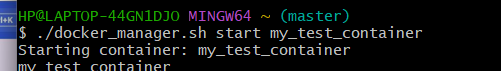 HP@LAPTOP-44GN1DJO MINGW64 ~ (master)
$ ./docker_manager.sh start my_test_container
Starting container: my_test_container
my_test_container